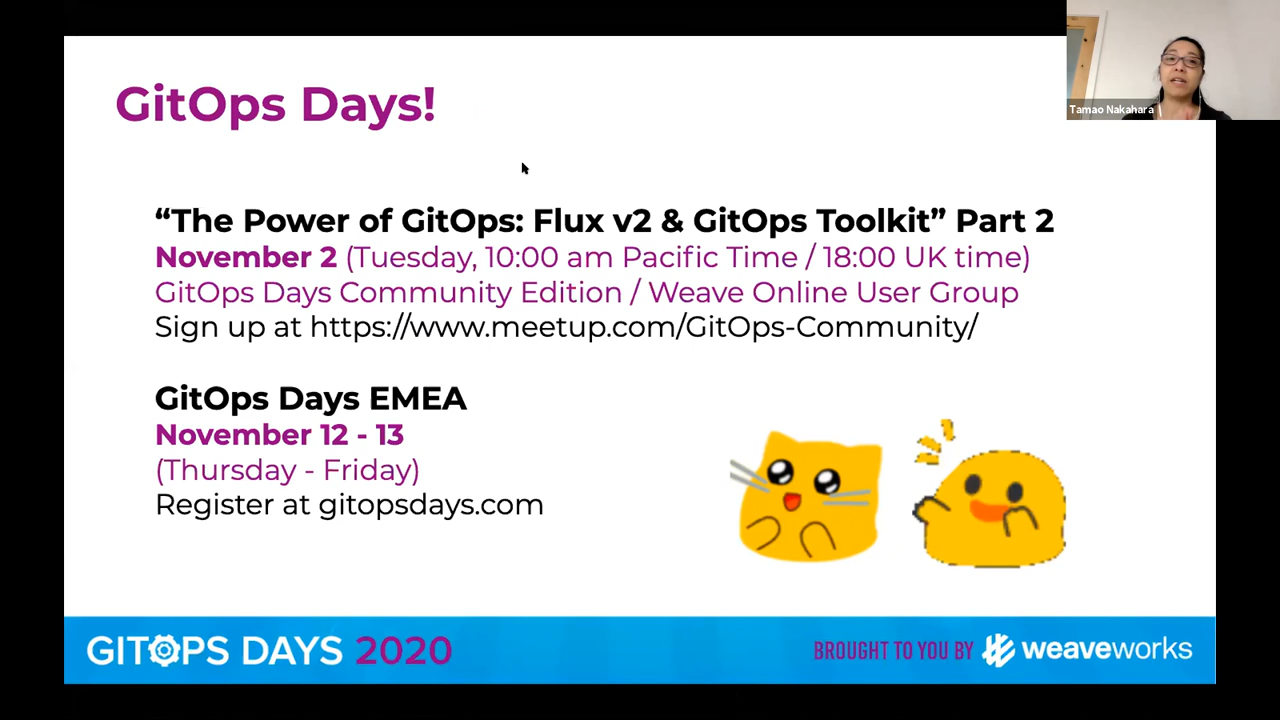 GitOps Days!
Tamao Nakahara
“The Power of GitOps: Flux v2 & GitOps Toolkit” Part 2
November 2 (Tuesday, 10:00 am Pacific Time / 18:00 UK time)
GitOps Days Community Edition / Weave Online User Group
Sign up at https://www.meetup.com/GitOps-Community/
GitOps Days EMEA
November 12 - 13
(Thursday - Friday)
Register at gitopsdays.com
GITOPS DAYS 2020
BROUGHT TO YOU BY weaveworks